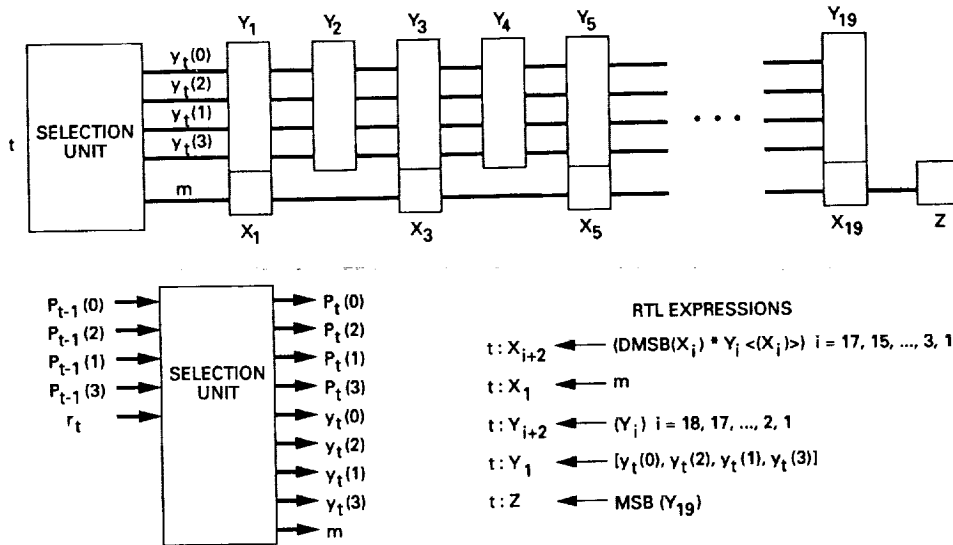 Y1 Y2 Y3 Y4 Y5 Y19
t
SELECTION UNIT
yt(0)
yt(2)
yt(1)
yt(3)
m
• • •
X1 X3 X5 X19 Z
Pt-1(0)
Pt-1(2)
Pt-1(1)
Pt-1(3)
rt
SELECTION UNIT
Pt(0)
Pt(2)
Pt(1)
Pt(3)
yt(0)
yt(2)
yt(1)
yt(3)
m
RTL EXPRESSIONS
t : Xi+2 ← (DMSB(Xi) * Yi <(Xi)>) i = 17, 15, ..., 3, 1
t : X1 ← m
t : Yi+2 ← (Yi) i = 18, 17, ..., 2, 1
t : Y1 ← [yt(0), yt(2), yt(1), yt(3)]
t : Z ← MSB (Y19)